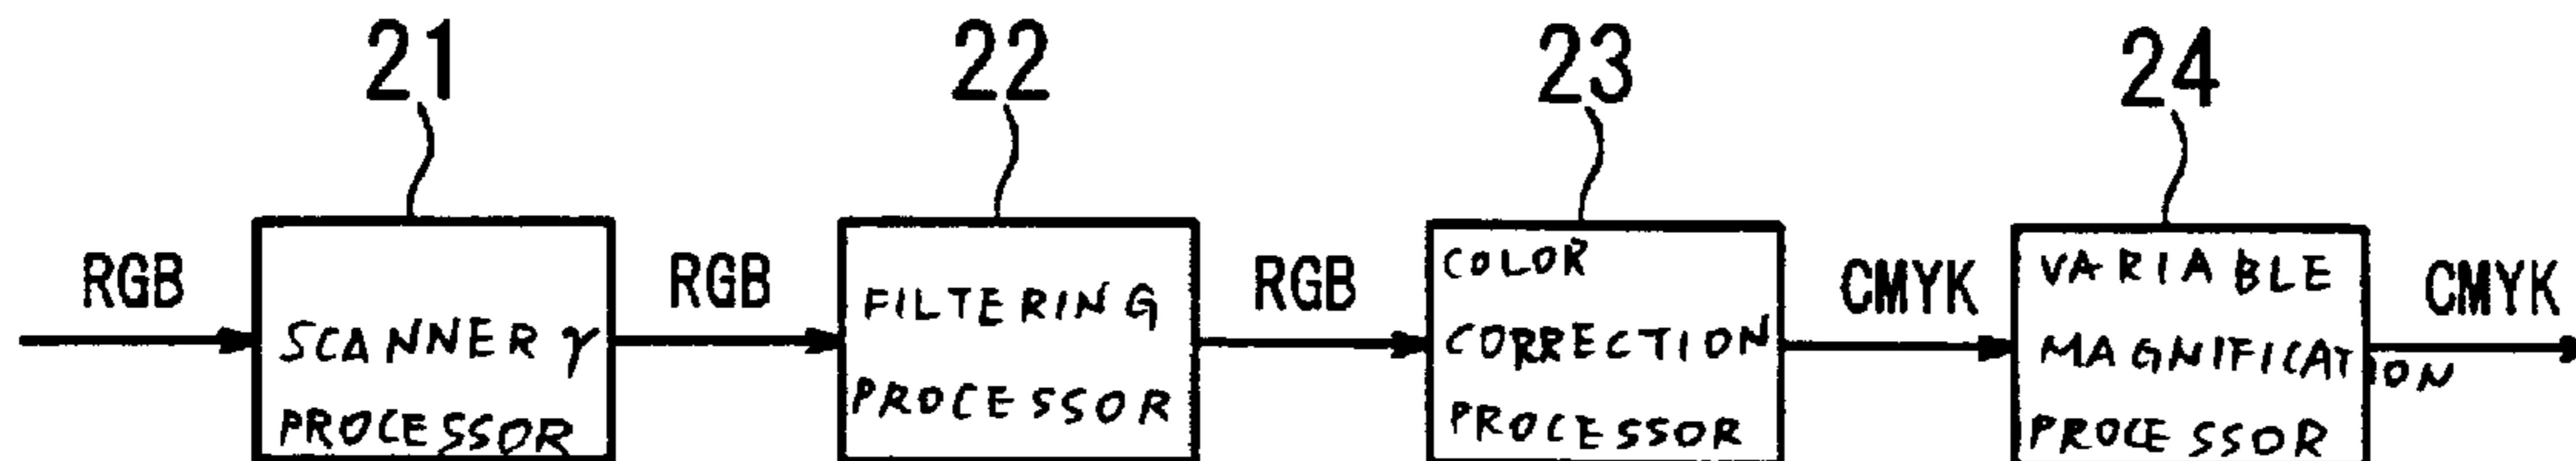 21 22 23 24
RGB RGB RGB CMYK CMYK
SCANNER γ
PROCESSOR
FILTERING
PROCESSOR
COLOR
CORRECTION
PROCESSOR
VARIABLE
MAGNIFICATION
PROCESSOR